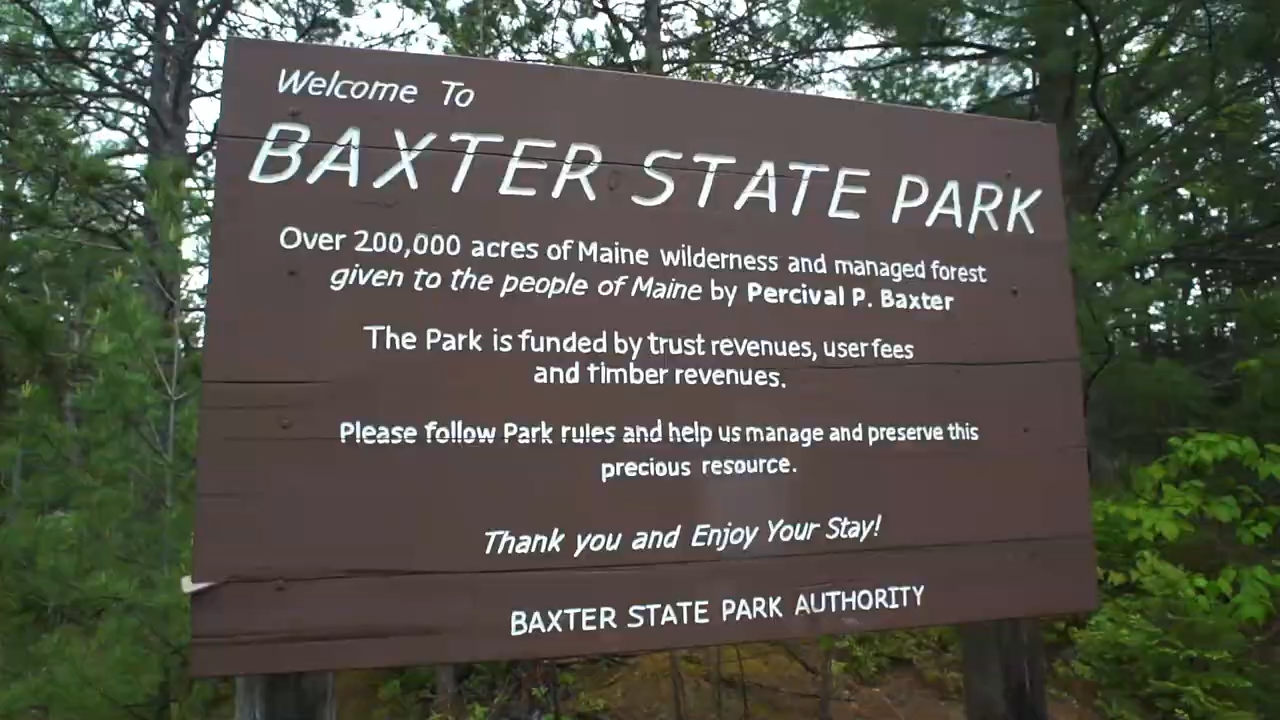 Welcome To
BAXTER STATE PARK
Over 200,000 acres of Maine wilderness and managed forest
given to the people of Maine by Percival P. Baxter
The Park is funded by trust revenues, user fees
and timber revenues.
Please follow Park rules and help us manage and preserve this
precious resource.
Thank you and Enjoy Your Stay!
BAXTER STATE PARK AUTHORITY